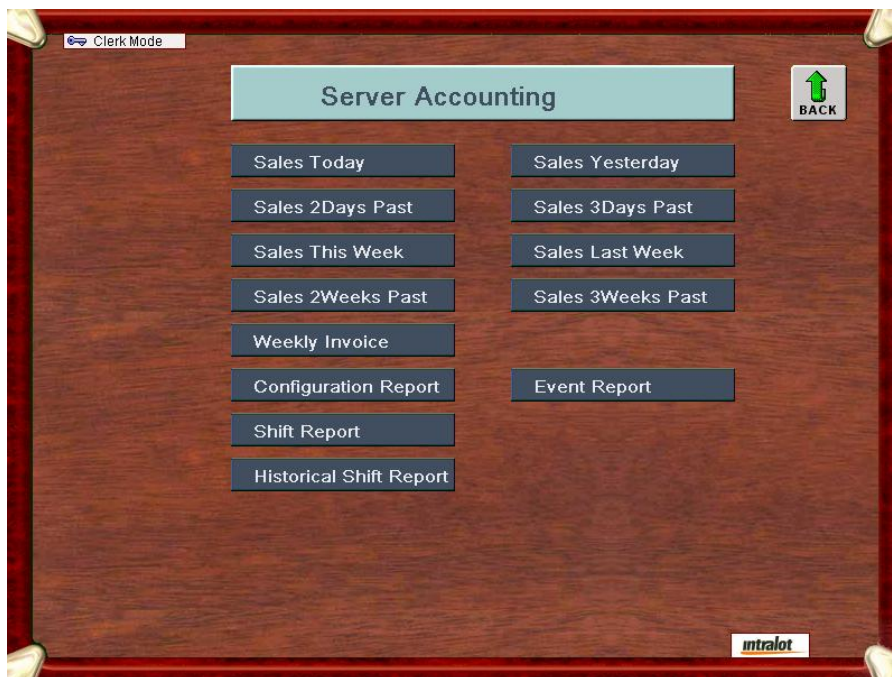 Clerk Mode
Server Accounting
BACK
Sales Today
Sales Yesterday
Sales 2Days Past
Sales 3Days Past
Sales This Week
Sales Last Week
Sales 2Weeks Past
Sales 3Weeks Past
Weekly Invoice
Configuration Report
Event Report
Shift Report
Historical Shift Report
intralot